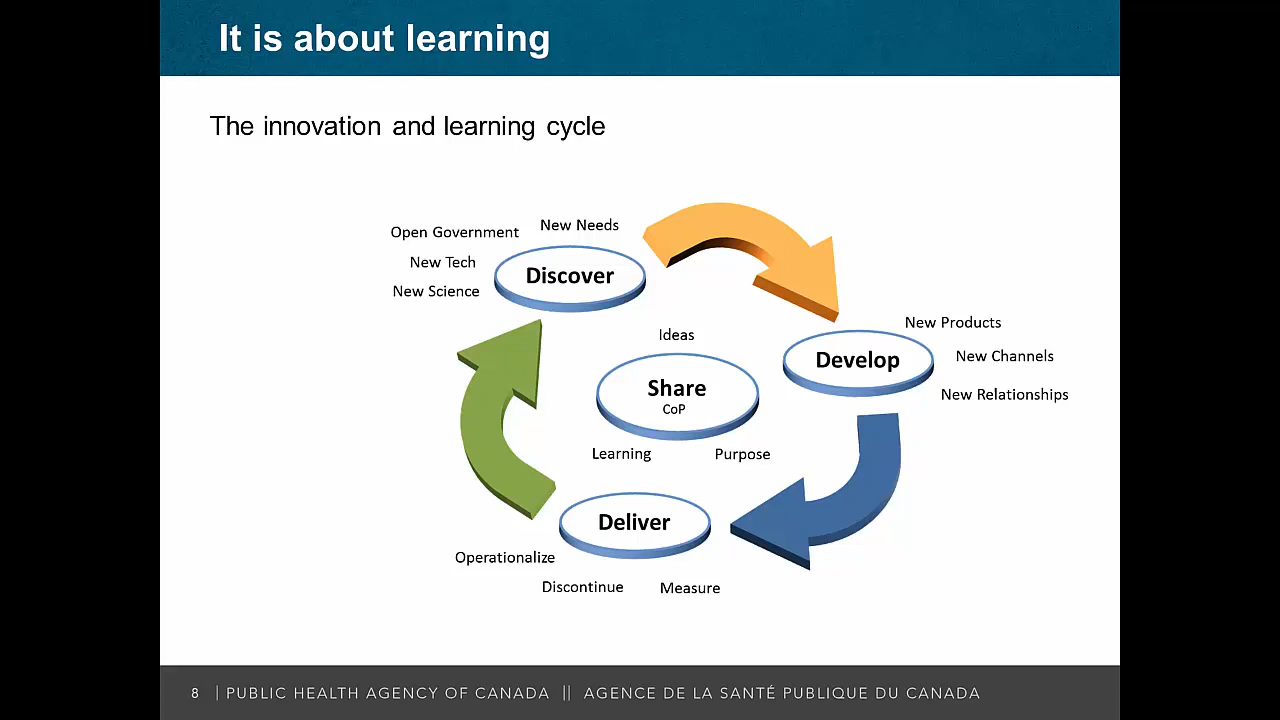 It is about learning
The innovation and learning cycle
Open Government
New Needs
New Tech
New Science
Discover
New Products
New Channels
New Relationships
Develop
Ideas
Share
CoP
Learning
Purpose
Deliver
Operationalize
Discontinue
Measure
8 | PUBLIC HEALTH AGENCY OF CANADA || AGENCE DE LA SANTÉ PUBLIQUE DU CANADA